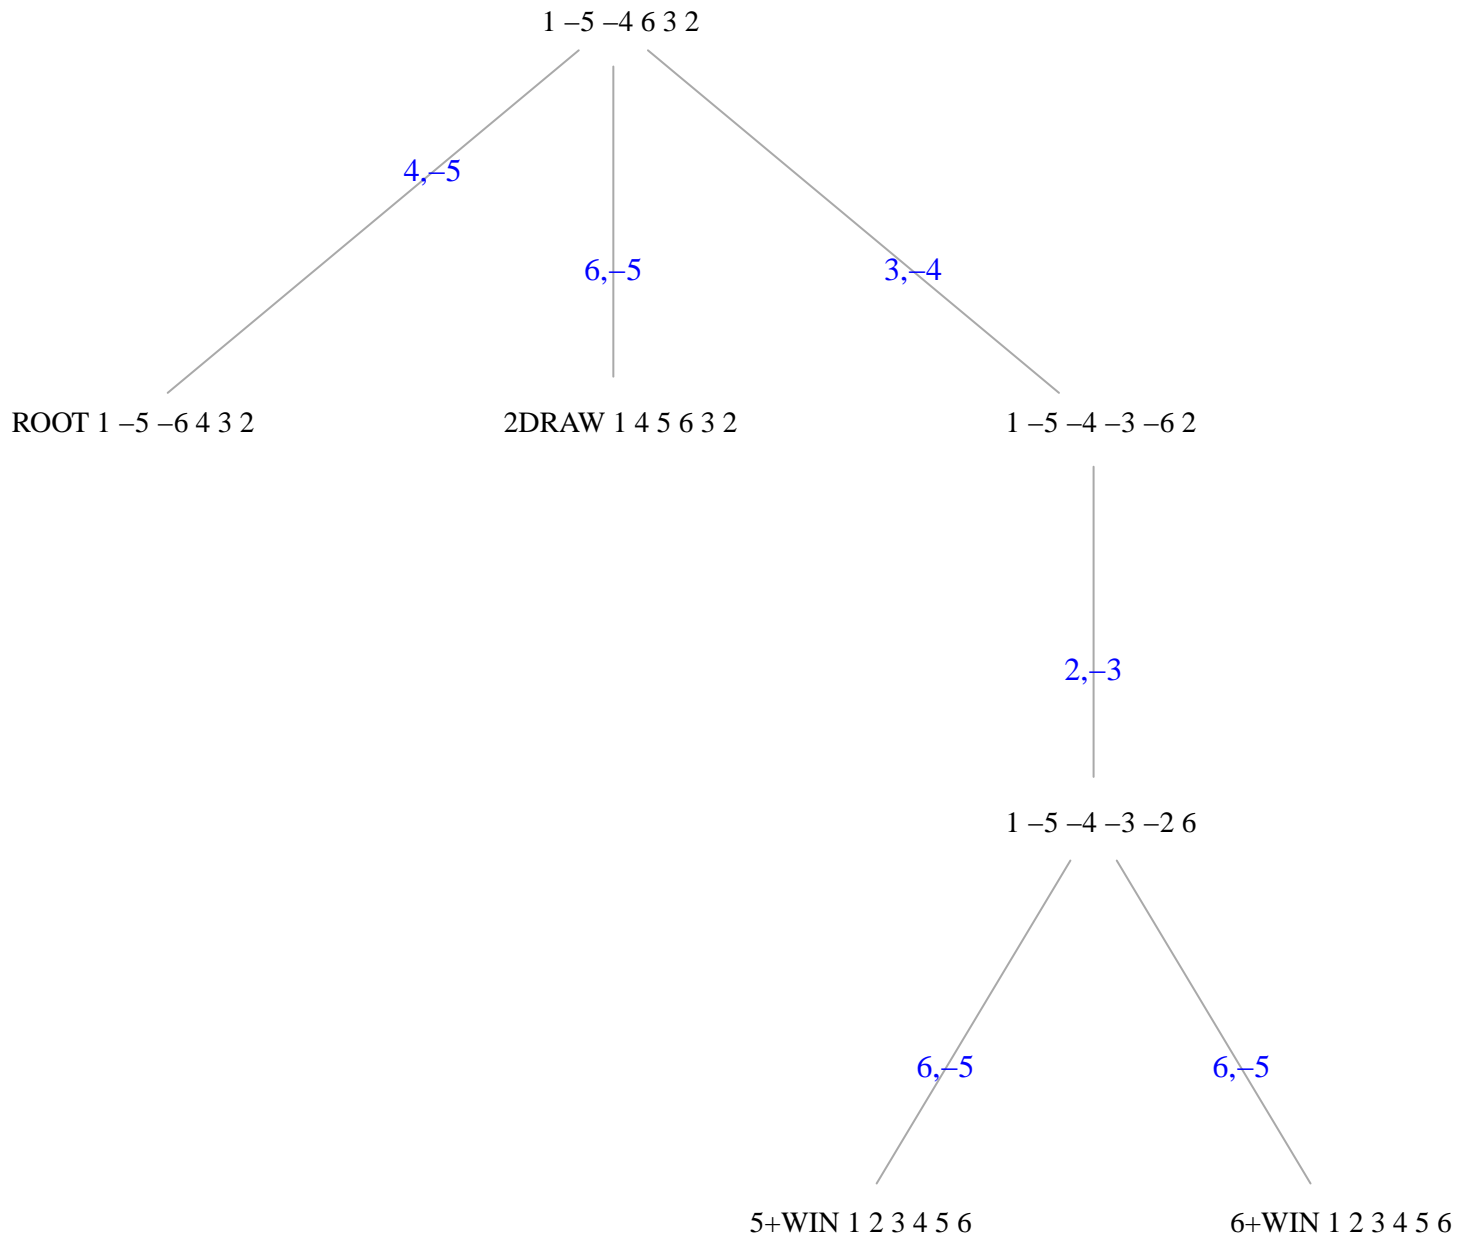 1 –5 –4 6 3 2
4,–5
6,–5
3,–4
ROOT 1 –5 –6 4 3 2
2DRAW 1 4 5 6 3 2
1 –5 –4 –3 –6 2
2,–3
1 –5 –4 –3 –2 6
6,–5
6,–5
5+WIN 1 2 3 4 5 6
6+WIN 1 2 3 4 5 6